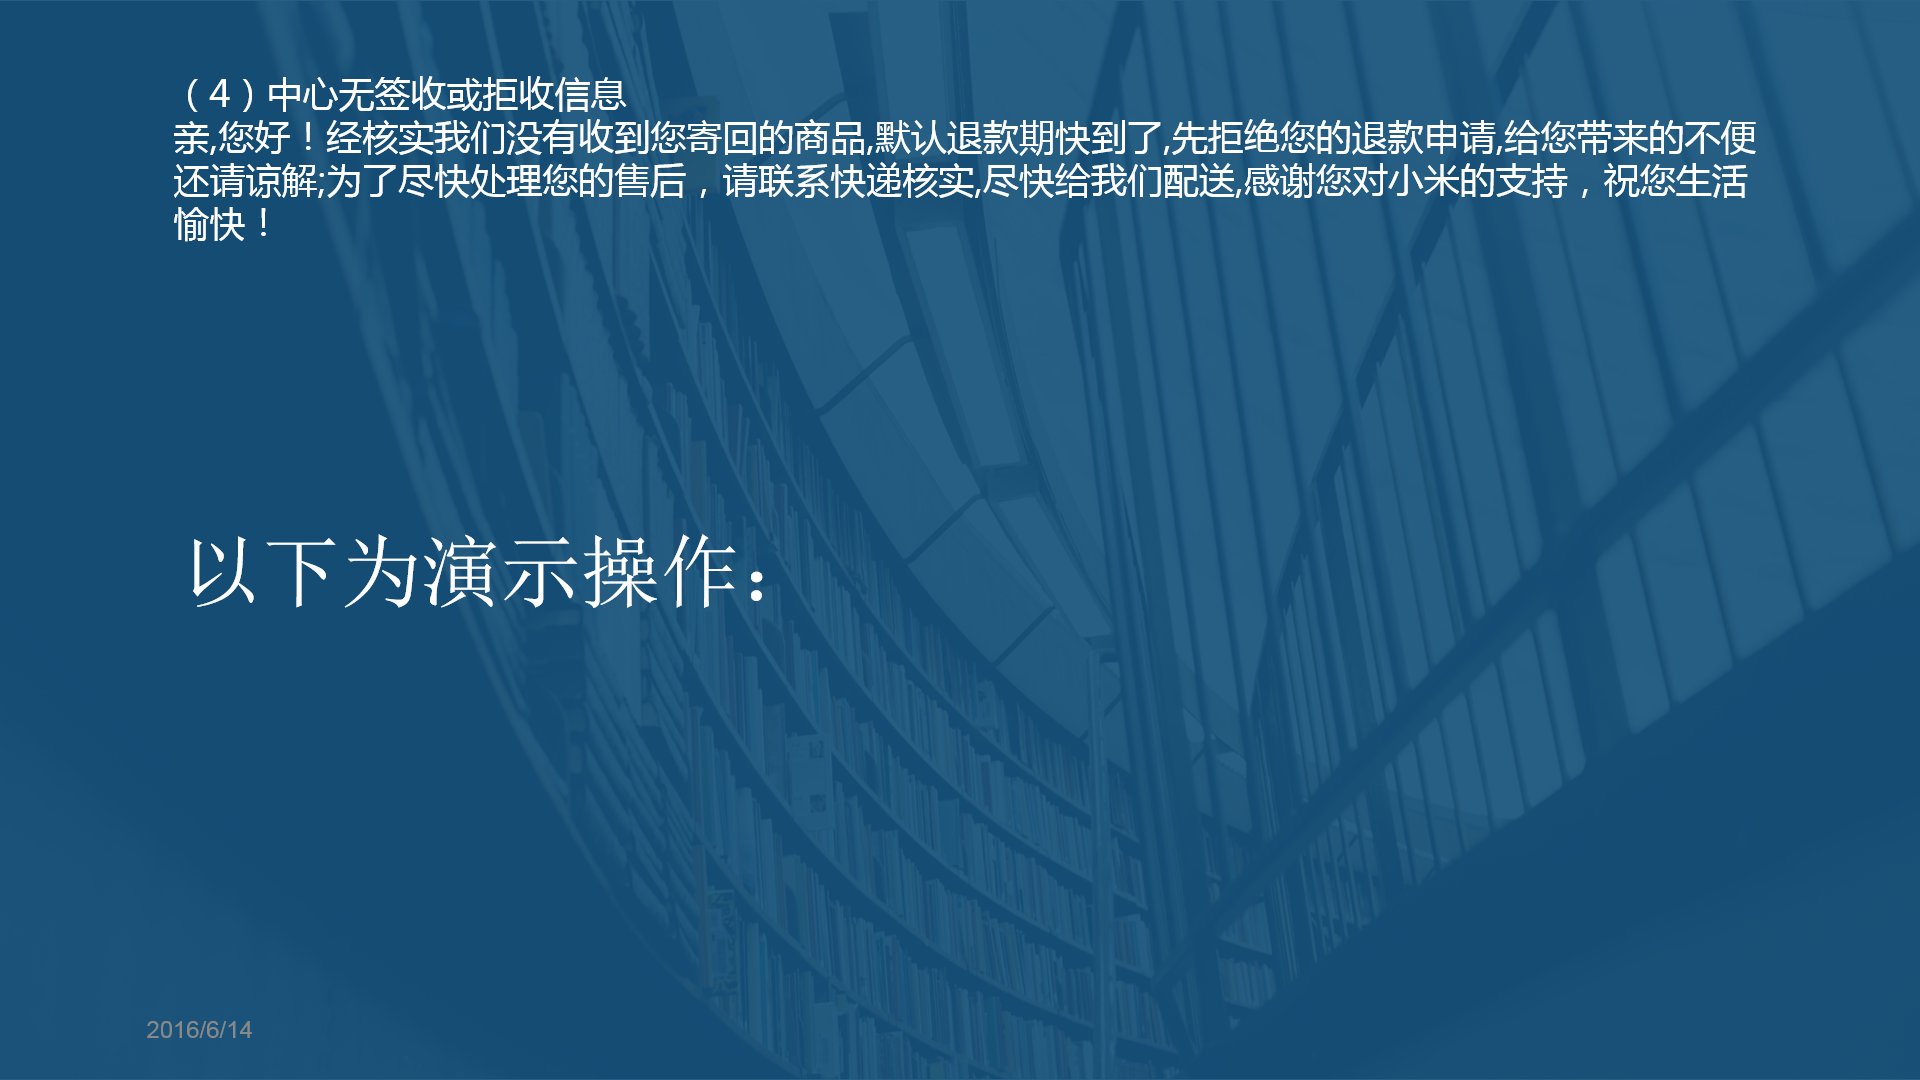 （4）中心无签收或拒收信息
亲,您好！经核实我们没有收到您寄回的商品,默认退款期快到了,先拒绝您的退款申请,给您带来的不便
还请谅解;为了尽快处理您的售后，请联系快递核实,尽快给我们配送,感谢您对小米的支持，祝您生活
愉快！
以下为演示操作：
2016/6/14